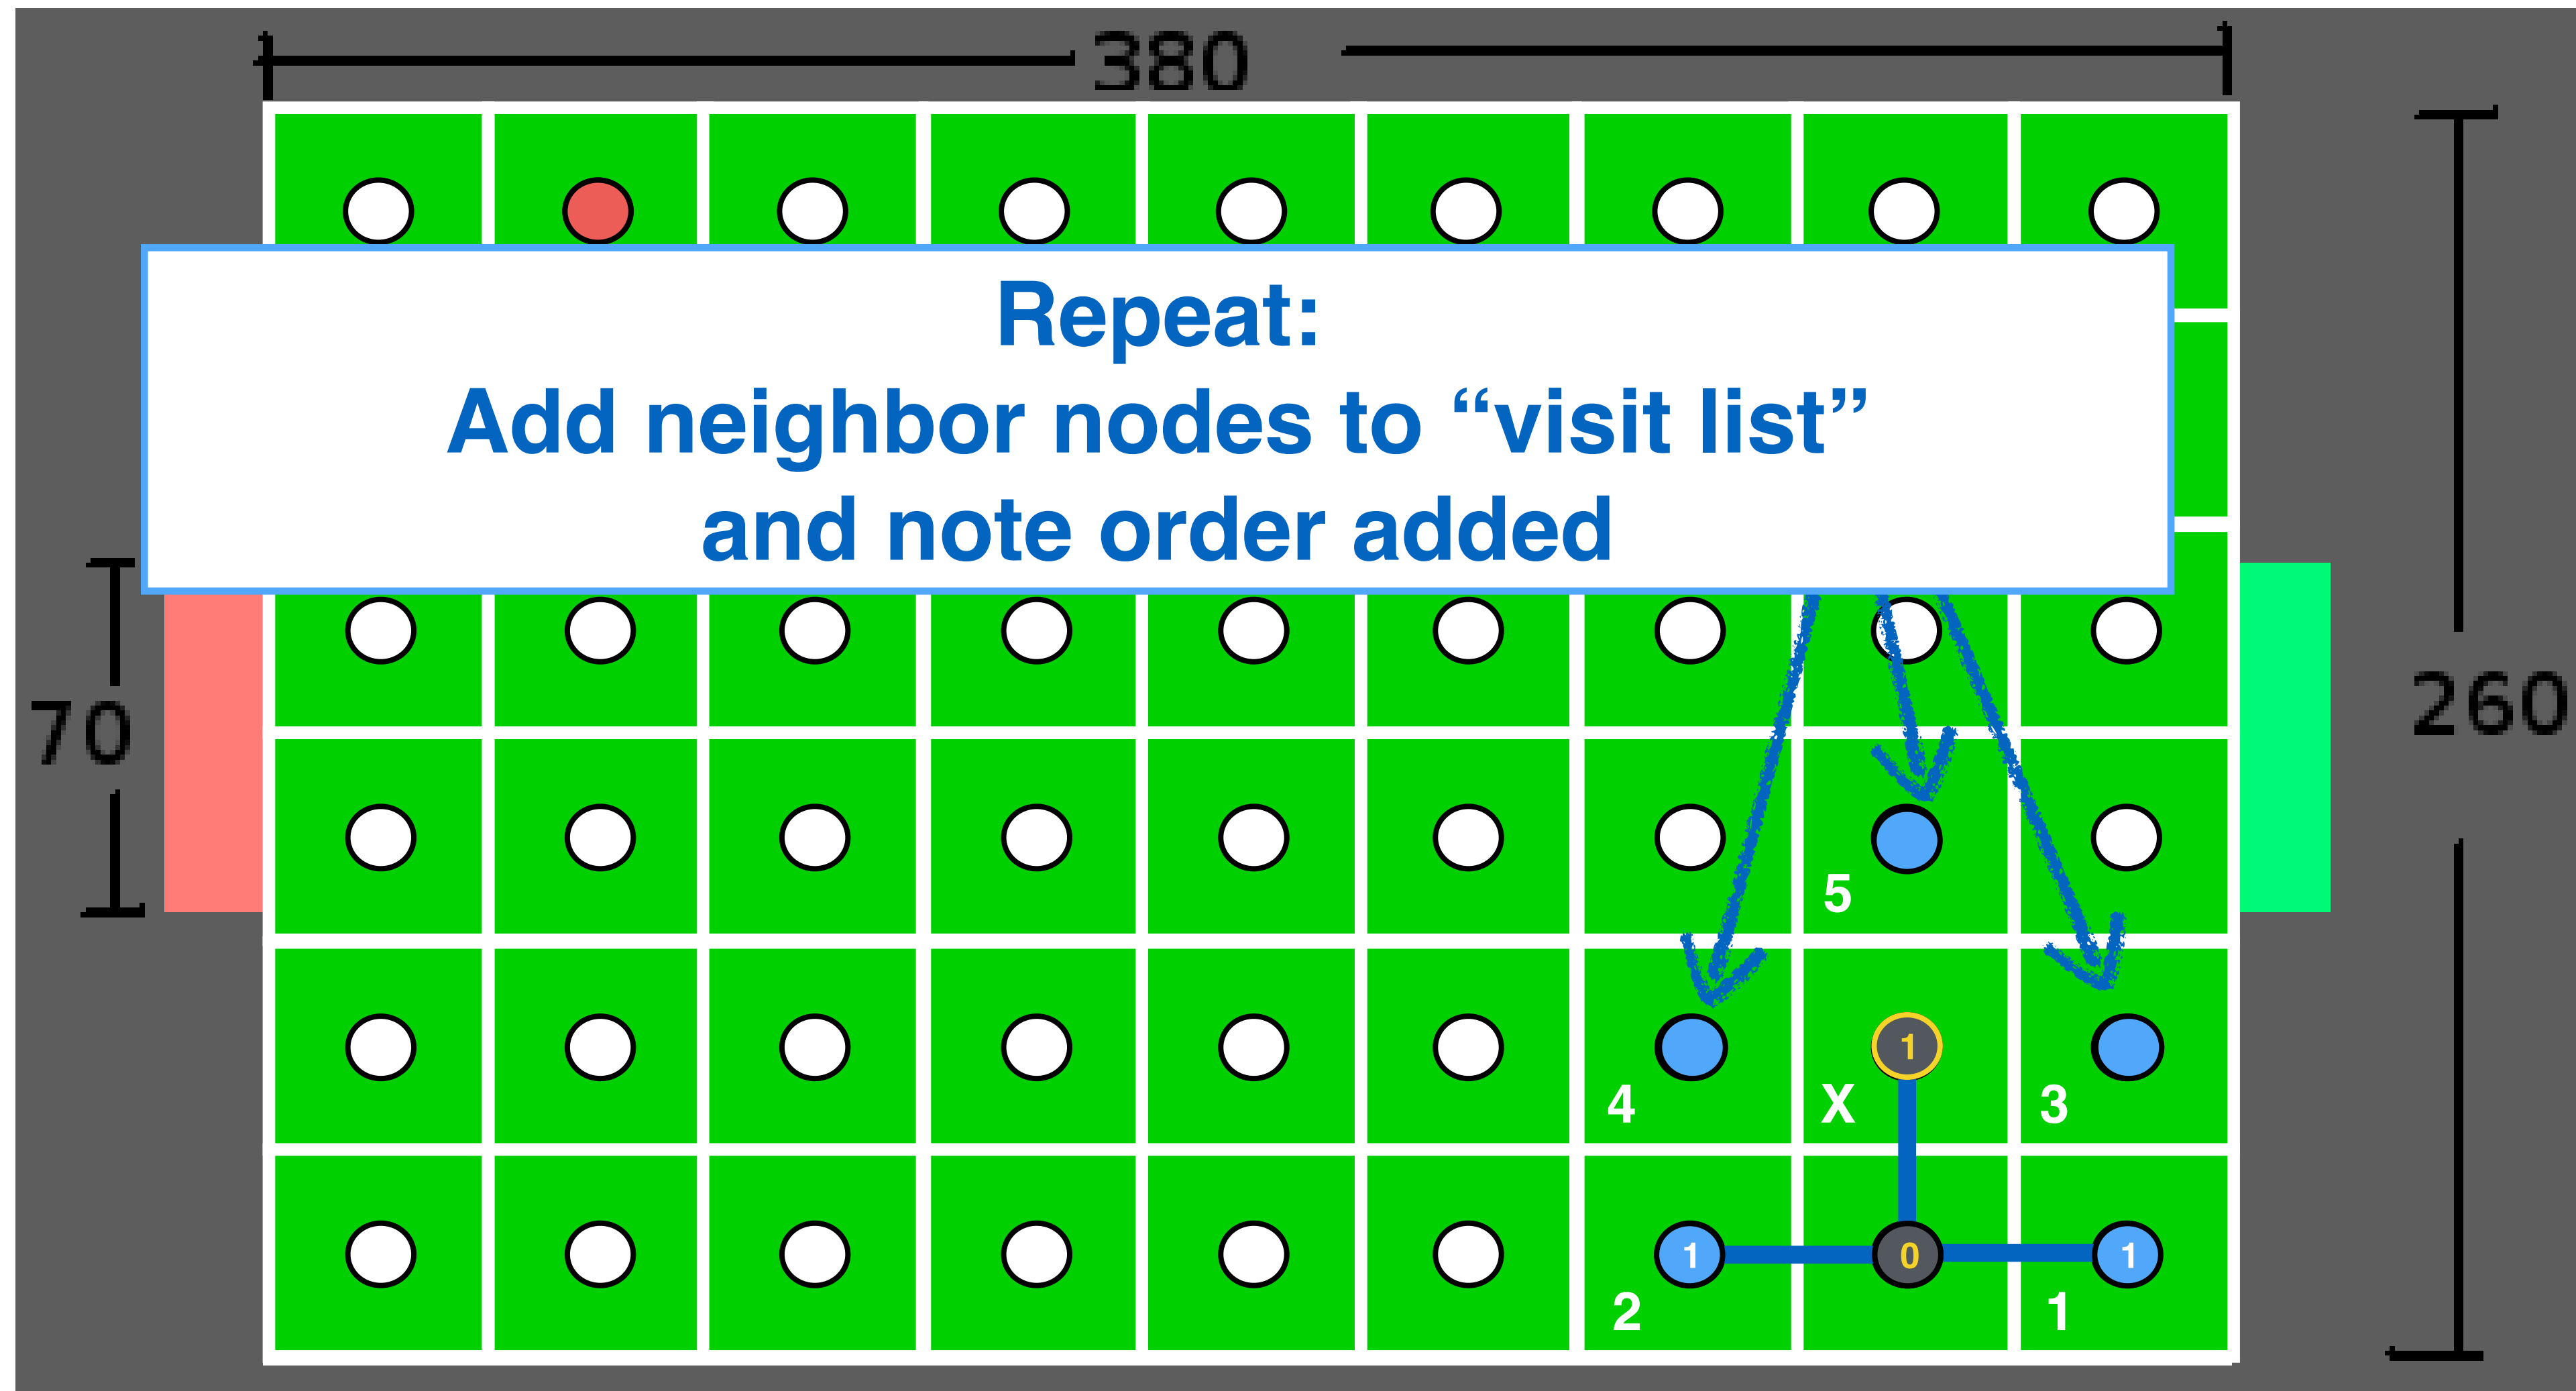 380
Repeat:
Add neighbor nodes to “visit list”
and note order added
70
260
5
1
4 X 3
1 0 1
2 1